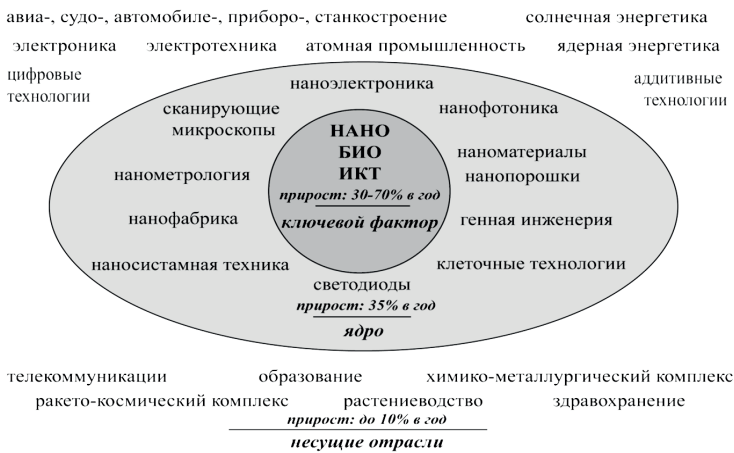 авиа-, судо-, автомобиле-, приборо-, станкостроение
солнечная энергетика
электроника
электротехника
атомная промышленность
ядерная энергетика
цифровые
технологии
аддитивные
технологии
наноэлектроника
сканирующие
микроскопы
нанофотоника
НАНО
БИО
ИКТ
прирост: 30-70% в год
ключевой фактор
нанометрология
наноматериалы
нанопорошки
нанофабрика
генная инженерия
наносистамная техника
клеточные технологии
светодиоды
прирост: 35% в год
ядро
телекоммуникации
образование
химико-металлургический комплекс
ракето-космический комплекс
растениеводство
здравохранение
прирост: до 10% в год
несущие отрасли